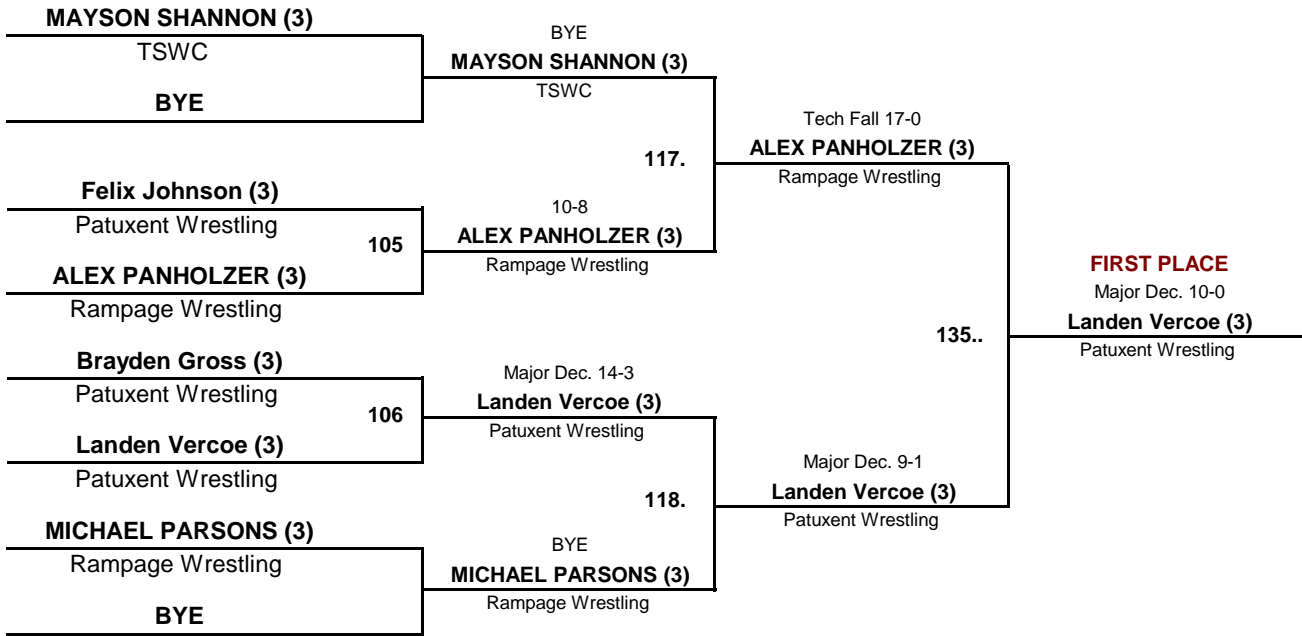 MAYSON SHANNON (3)
TSWC
BYE
Felix Johnson (3)
Patuxent Wrestling
105
ALEX PANHOLZER (3)
Rampage Wrestling
Brayden Gross (3)
Patuxent Wrestling
106
Landen Vercoe (3)
Patuxent Wrestling
MICHAEL PARSONS (3)
Rampage Wrestling
BYE
BYE
MAYSON SHANNON (3)
TSWC
117.
10-8
ALEX PANHOLZER (3)
Rampage Wrestling
Major Dec. 14-3
Landen Vercoe (3)
Patuxent Wrestling
118.
BYE
MICHAEL PARSONS (3)
Rampage Wrestling
Tech Fall 17-0
ALEX PANHOLZER (3)
Rampage Wrestling
135..
Major Dec. 9-1
Landen Vercoe (3)
Patuxent Wrestling
FIRST PLACE
Major Dec. 10-0
Landen Vercoe (3)
Patuxent Wrestling